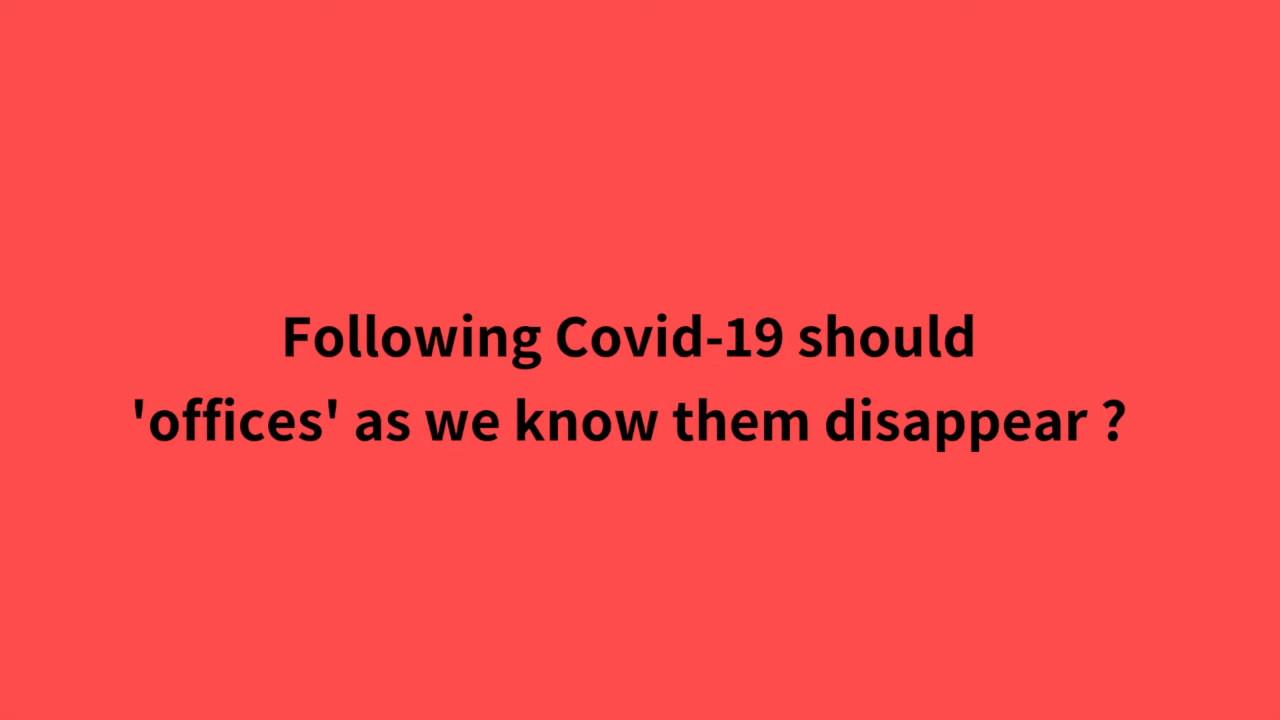 Following Covid-19 should
'offices' as we know them disappear ?